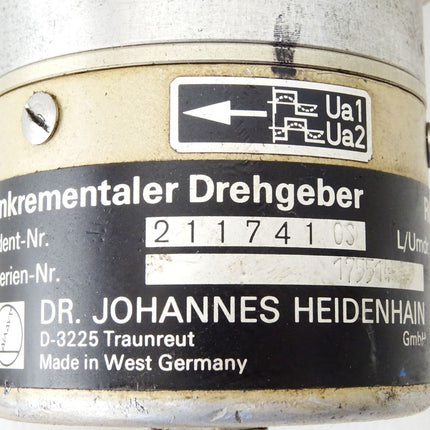 Ua1
Ua2
nkrementaler Drehgeber R
dent-Nr. 211741 L/Umdr
erien-Nr.
DR. JOHANNES HEIDENHAIN
D-3225 Traunreut GmbH
Made in West Germany